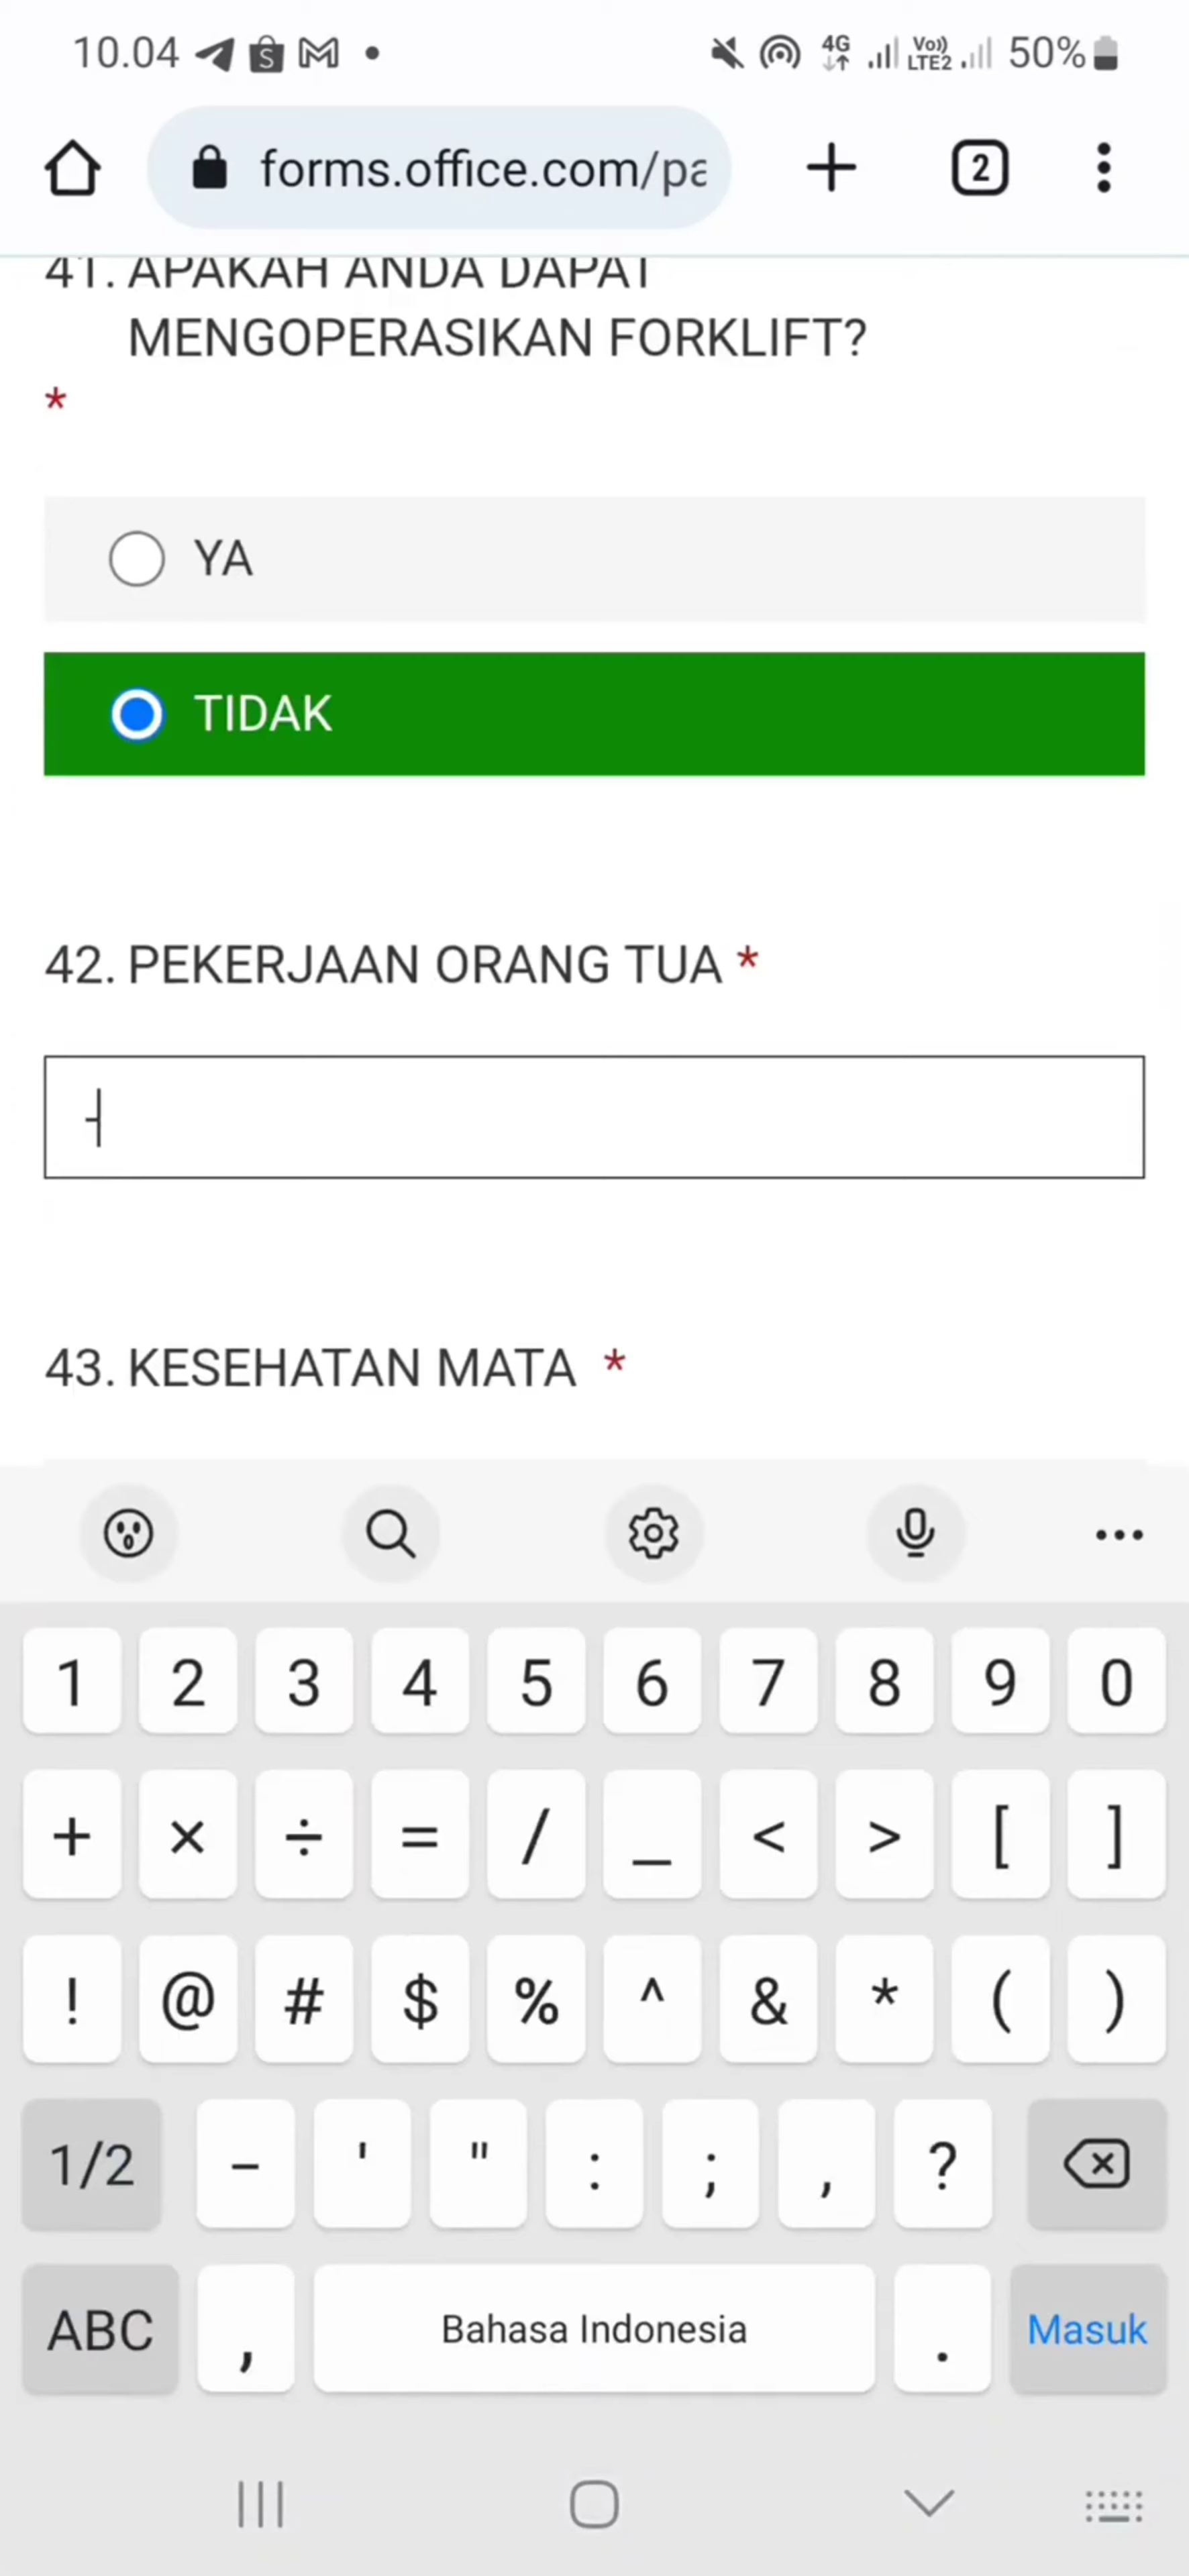 10.04
4G Vo)) LTE2 50%
forms.office.com/pa
2
41. APAKAH ANDA DAPAT
MENGOPERASIKAN FORKLIFT?
*
YA
TIDAK
42. PEKERJAAN ORANG TUA *
-
43. KESEHATAN MATA *
1 2 3 4 5 6 7 8 9 0
+ × ÷ = / _ < > [ ]
! @ # $ % ^ & * ( )
1/2 - ' " : ; , ?
ABC , Bahasa Indonesia . Masuk